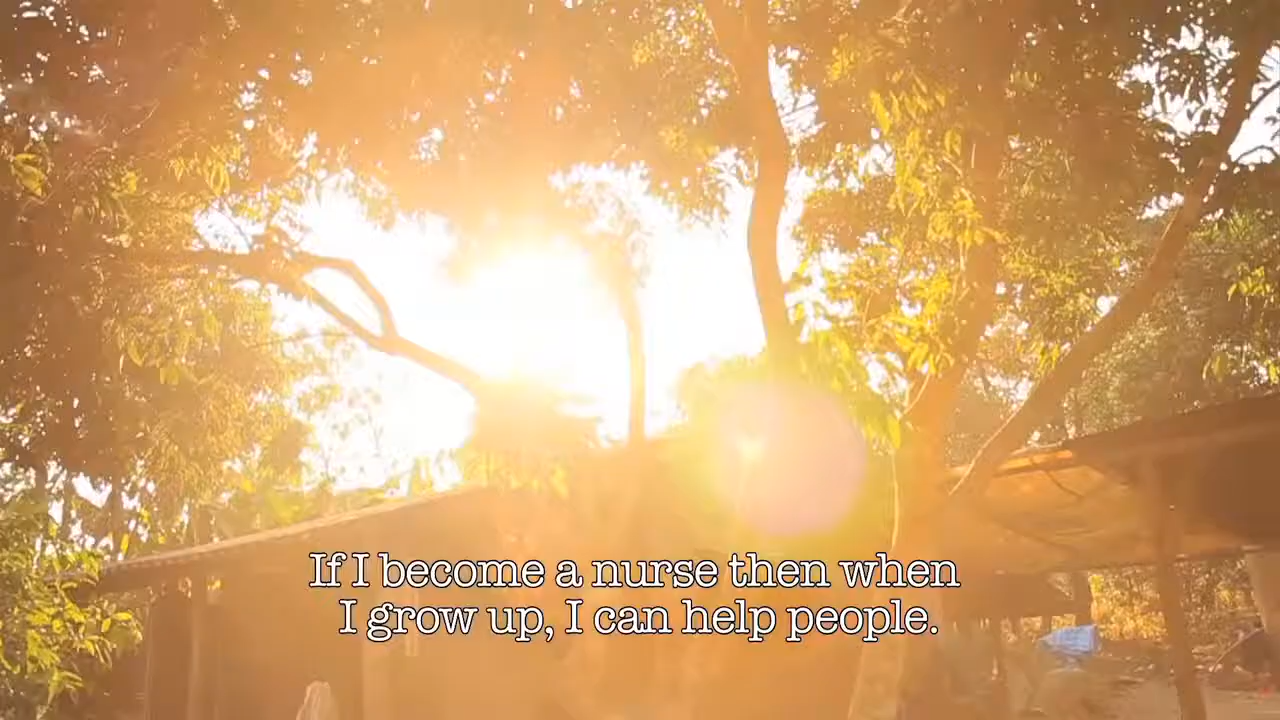 If I become a nurse then when
I grow up, I can help people.